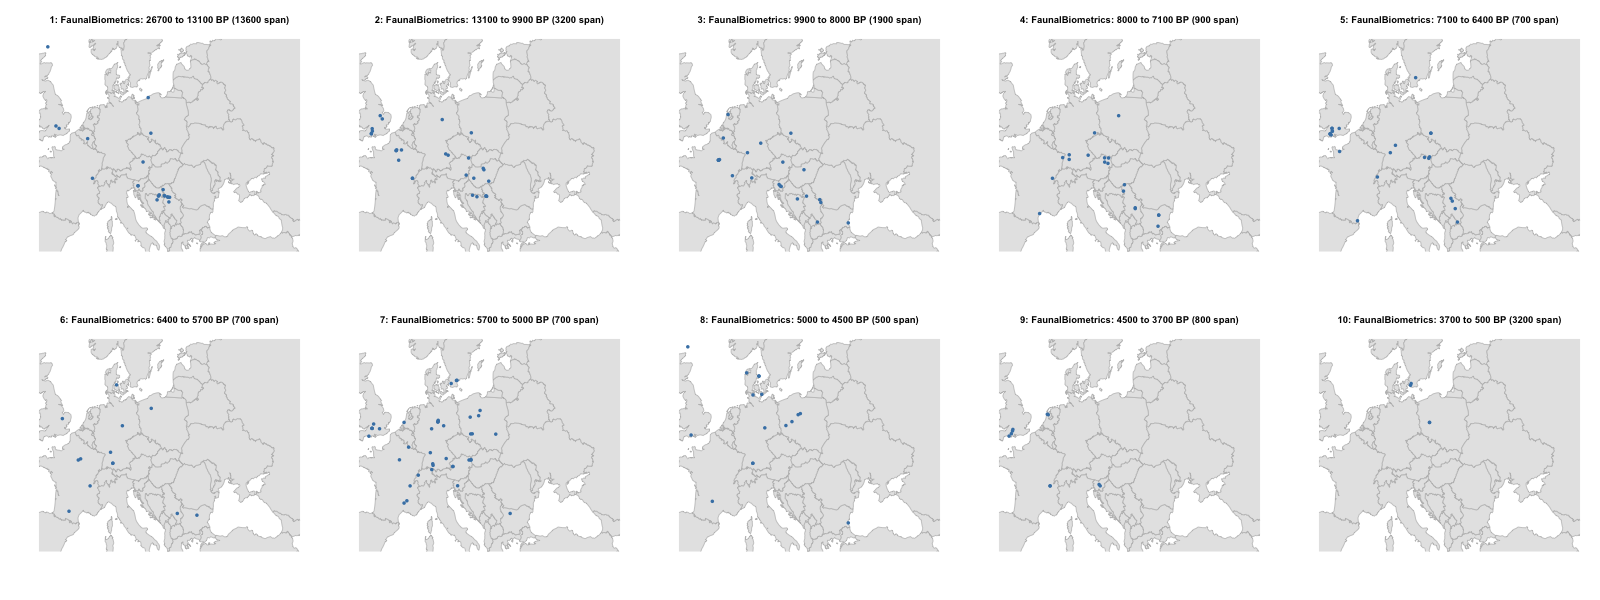 1: FaunalBiometrics: 26700 to 13100 BP (13600 span)
2: FaunalBiometrics: 13100 to 9900 BP (3200 span)
3: FaunalBiometrics: 9900 to 8000 BP (1900 span)
4: FaunalBiometrics: 8000 to 7100 BP (900 span)
5: FaunalBiometrics: 7100 to 6400 BP (700 span)
6: FaunalBiometrics: 6400 to 5700 BP (700 span)
7: FaunalBiometrics: 5700 to 5000 BP (700 span)
8: FaunalBiometrics: 5000 to 4500 BP (500 span)
9: FaunalBiometrics: 4500 to 3700 BP (800 span)
10: FaunalBiometrics: 3700 to 500 BP (3200 span)